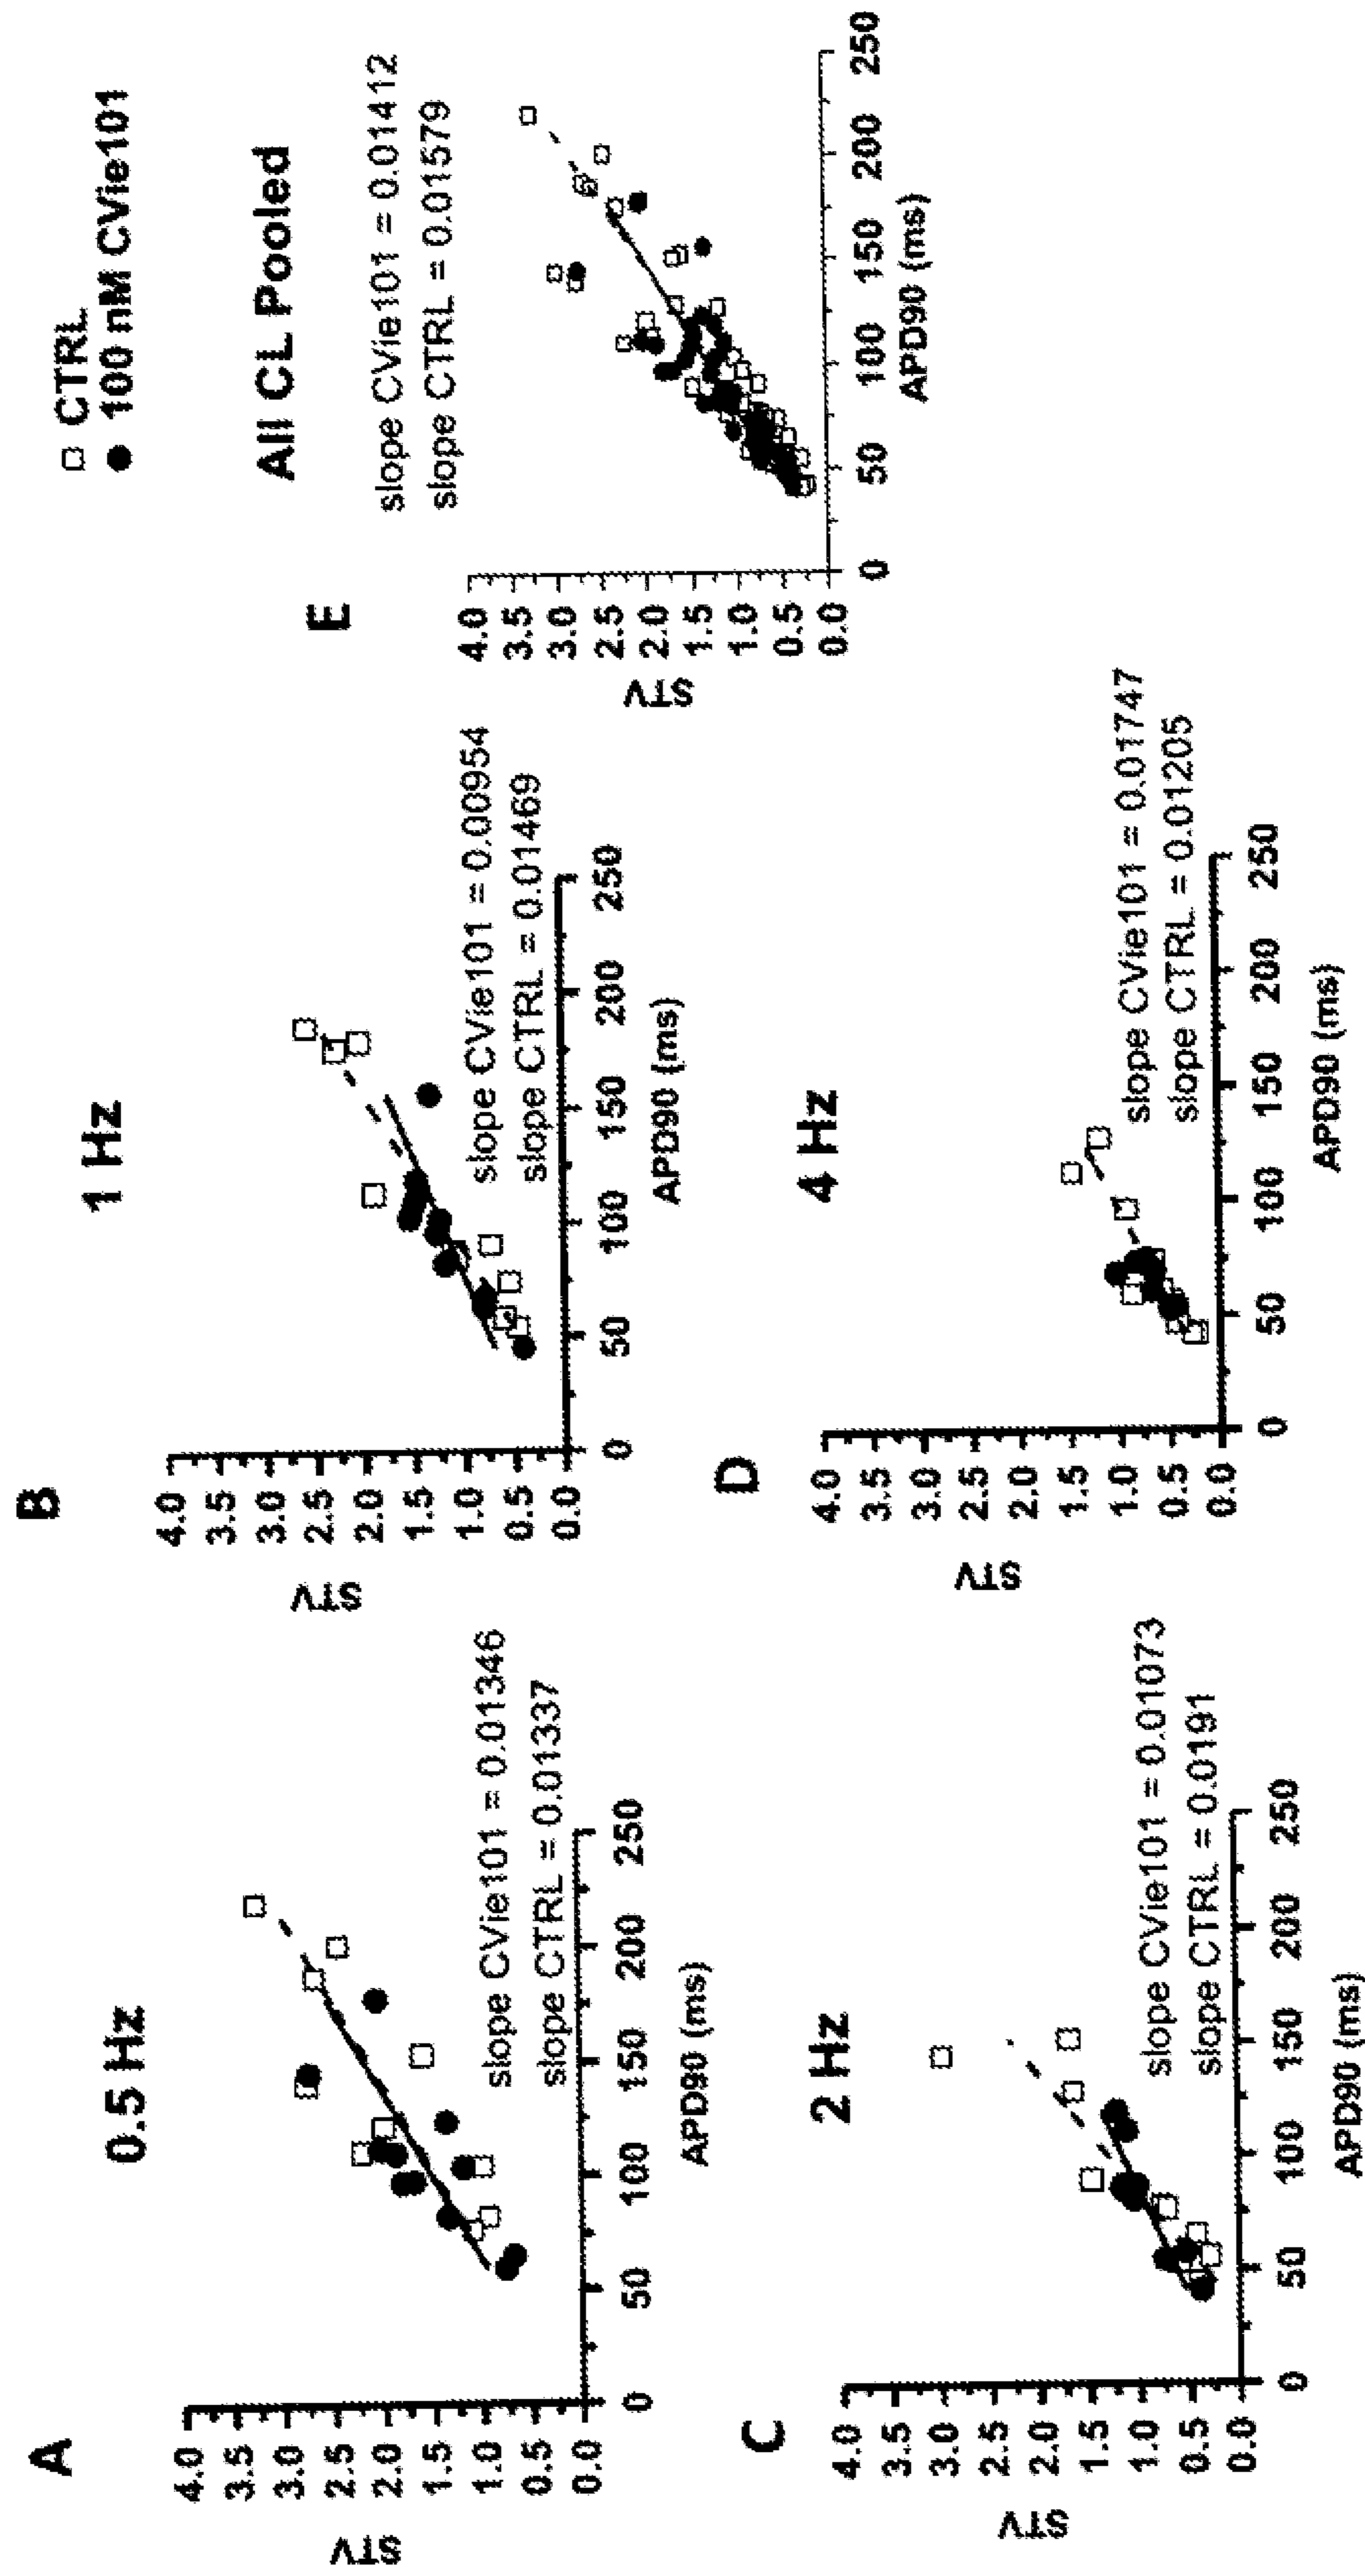 □ CTRL
● 100 nM CVie101
A
0.5 Hz
STV
4.0
3.5
3.0
2.5
2.0
1.5
1.0
0.5
0.0
0 50 100 150 200 250
APD90 (ms)
slope CVie101 = 0.01346
slope CTRL = 0.01337
B
1 Hz
STV
4.0
3.5
3.0
2.5
2.0
1.5
1.0
0.5
0.0
0 50 100 150 200 250
APD90 (ms)
slope CVie101 = 0.00954
slope CTRL = 0.01469
E
All CL Pooled
slope CVie101 = 0.01412
slope CTRL = 0.01579
STV
4.0
3.5
3.0
2.5
2.0
1.5
1.0
0.5
0.0
0 50 100 150 200 250
APD90 (ms)
C
2 Hz
STV
4.0
3.5
3.0
2.5
2.0
1.5
1.0
0.5
0.0
0 50 100 150 200 250
APD90 (ms)
slope CVie101 = 0.01073
slope CTRL = 0.0191
D
4 Hz
STV
4.0
3.5
3.0
2.5
2.0
1.5
1.0
0.5
0.0
0 50 100 150 200 250
APD90 (ms)
slope CVie101 = 0.01747
slope CTRL = 0.01205